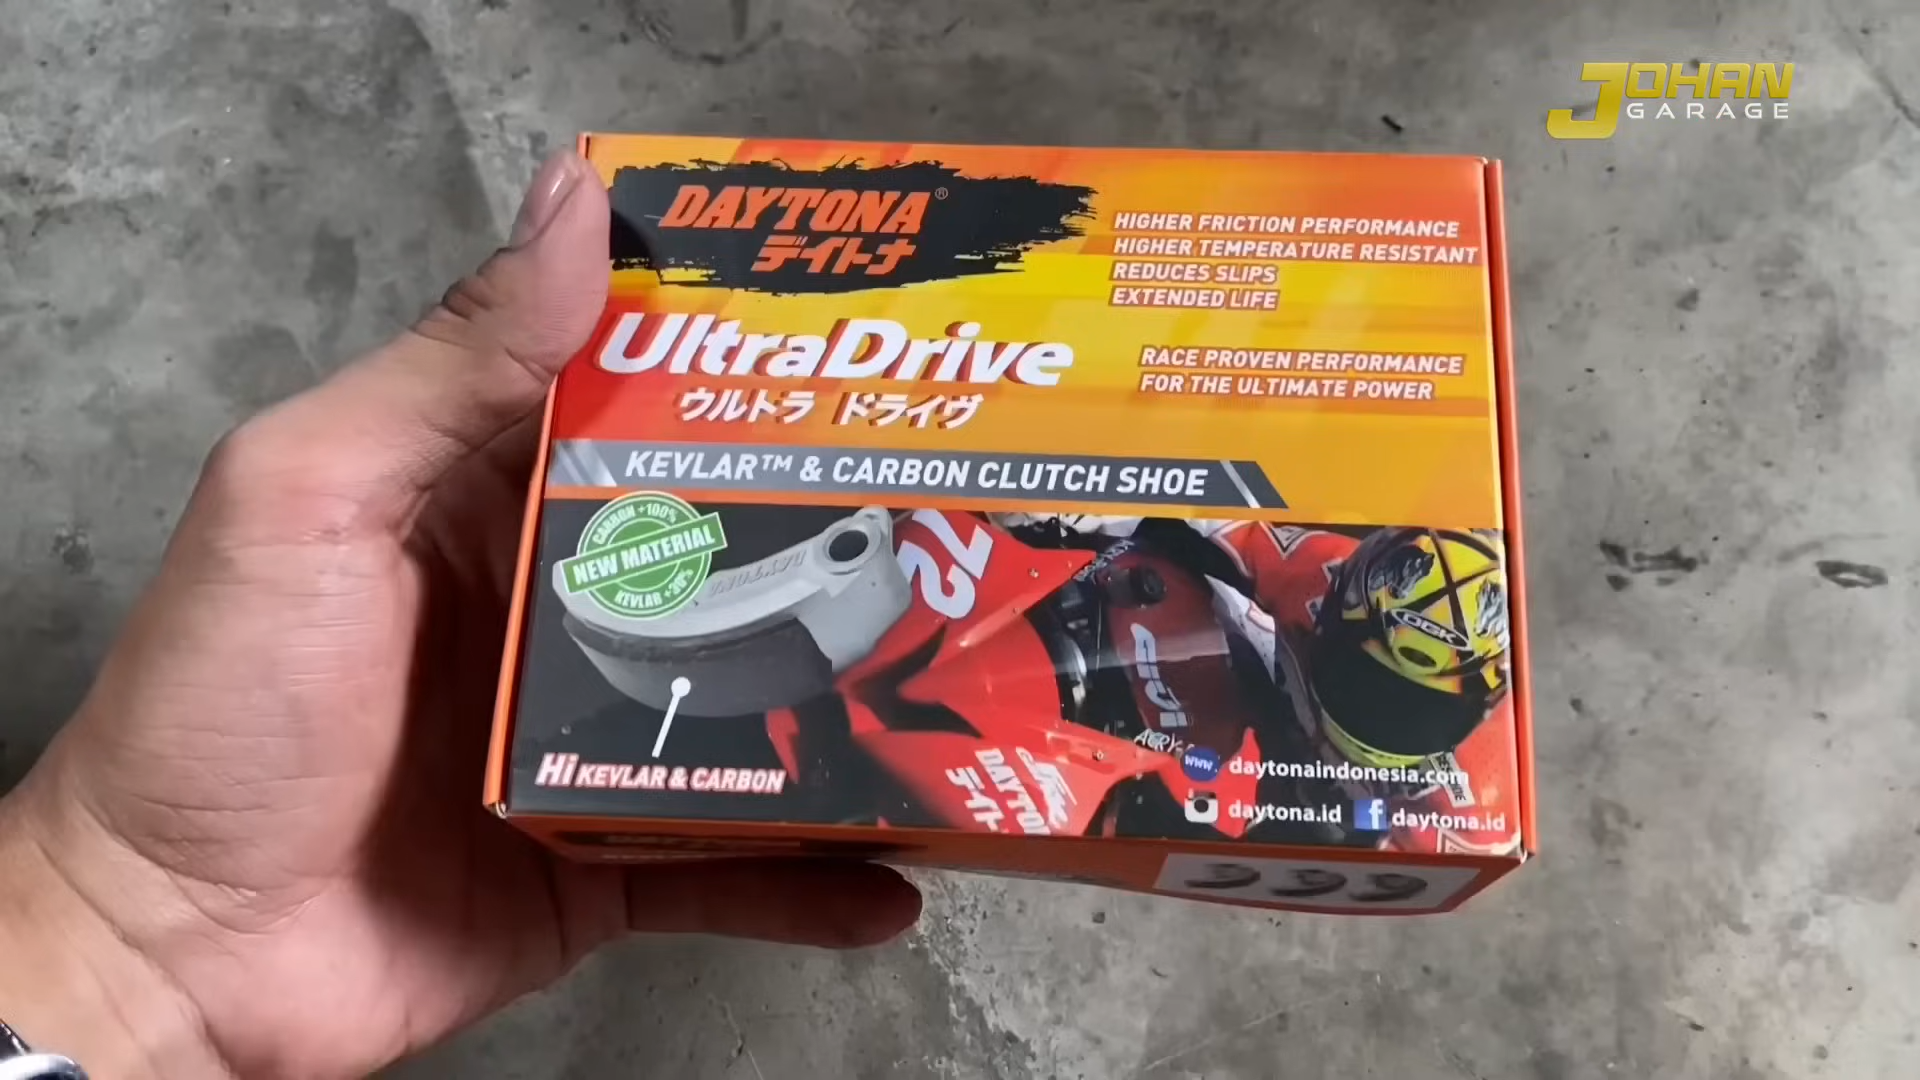 JOHAN
GARAGE
DAYTONA®
デイトナ
HIGHER FRICTION PERFORMANCE
HIGHER TEMPERATURE RESISTANT
REDUCES SLIPS
EXTENDED LIFE
UltraDrive
ウルトラ ドライヴ
RACE PROVEN PERFORMANCE
FOR THE ULTIMATE POWER
KEVLAR™ & CARBON CLUTCH SHOE
CARBON +100%
NEW MATERIAL
KEVLAR +30%
DAYTONA
72
OGK
Hi KEVLAR & CARBON
DAYTONA
デイトナ
www. daytonaindonesia.com
daytona.id
f daytona.id